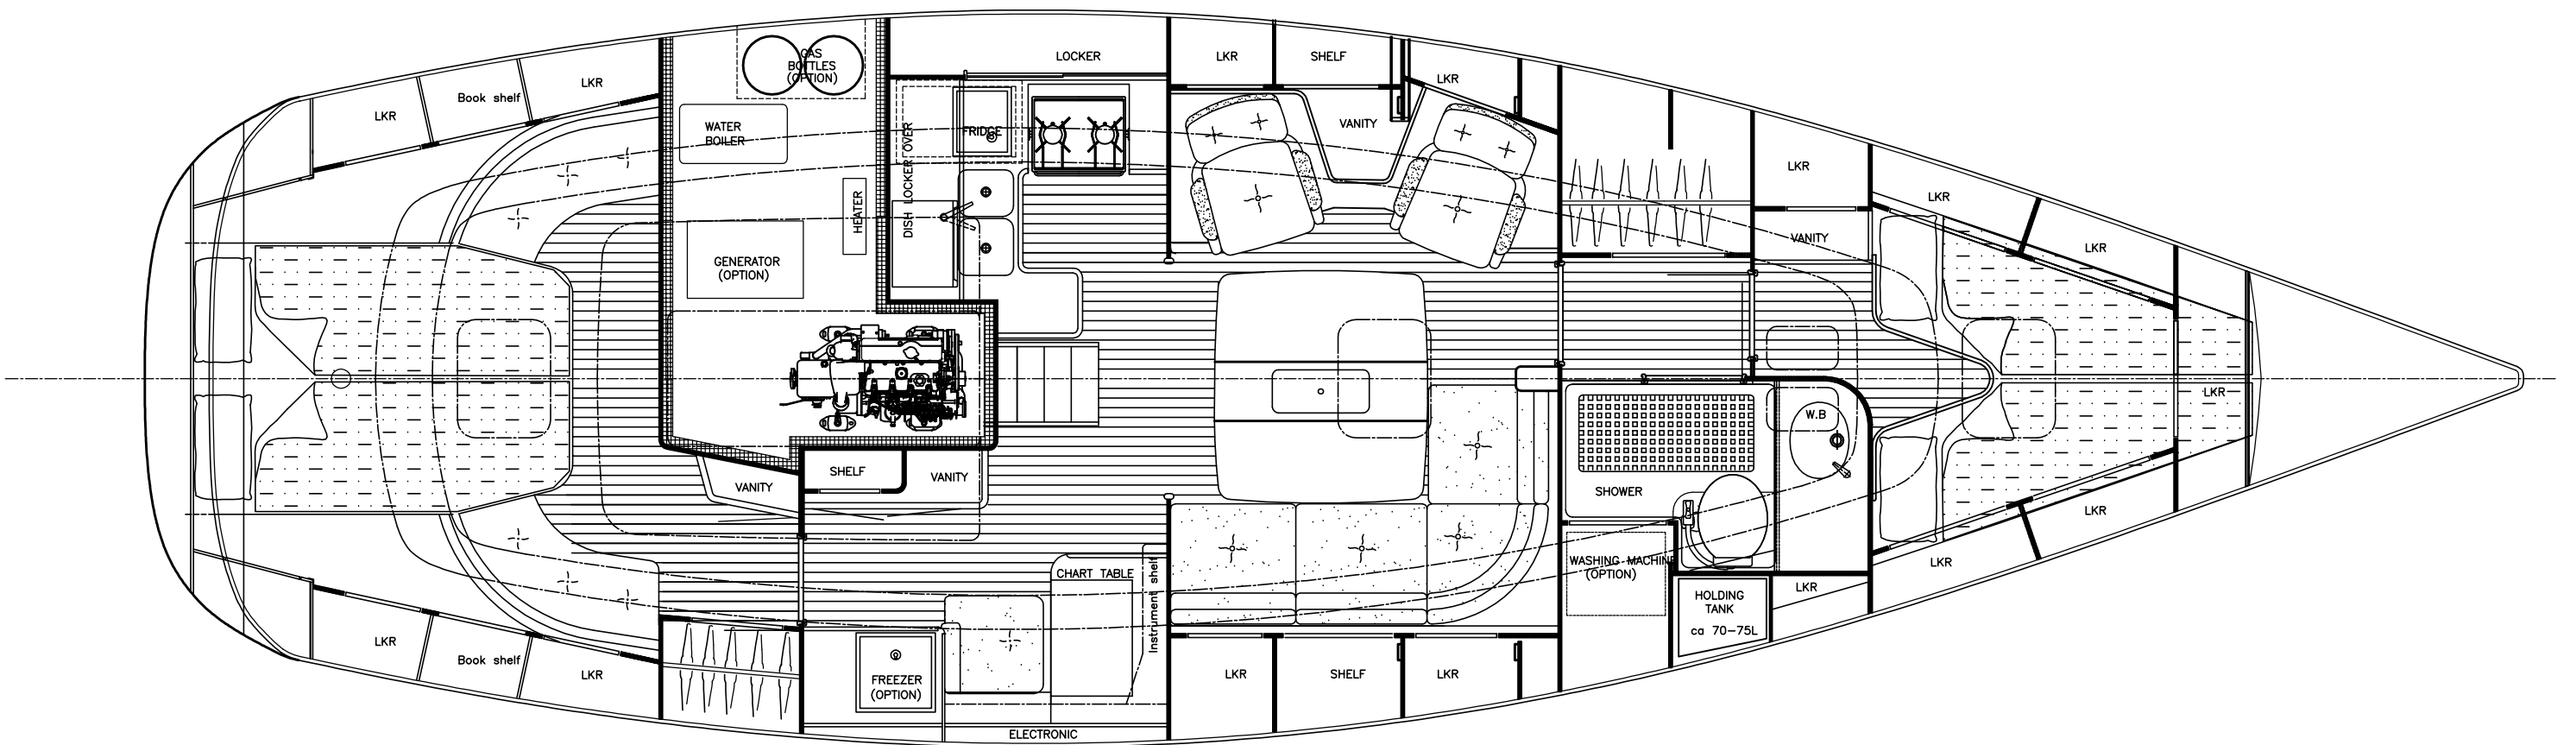 GAS
BOTTLES
(OPTION)
LOCKER
LKR
SHELF
LKR
LKR
Book shelf
LKR
WATER
BOILER
FRIDGE
VANITY
DISH LOCKER OVER
HEATER
GENERATOR
(OPTION)
LKR
LKR
VANITY
LKR
LKR
W.B
SHELF
VANITY
VANITY
SHOWER
LKR
WASHING MACHINE
(OPTION)
LKR
CHART TABLE
Instrument shelf
LKR
HOLDING
TANK
ca 70-75L
LKR
Book shelf
LKR
FREEZER
(OPTION)
LKR
SHELF
LKR
ELECTRONIC